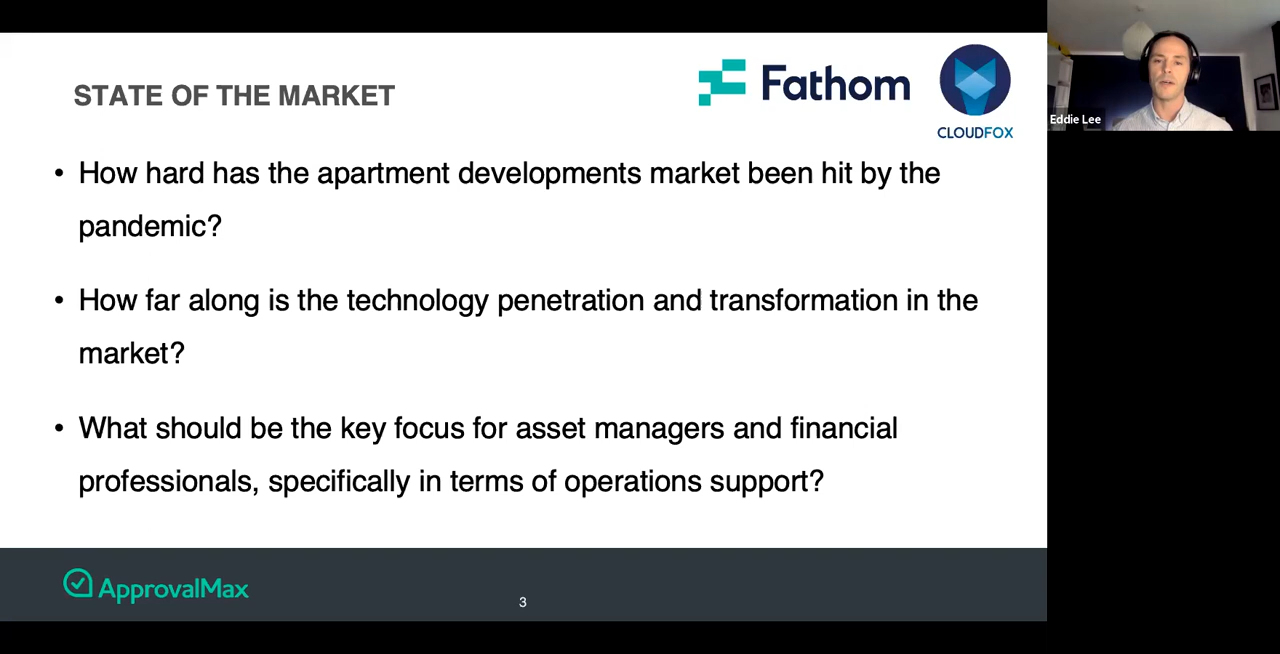 STATE OF THE MARKET
Fathom
CLOUDFOX
Eddie Lee
• How hard has the apartment developments market been hit by the
pandemic?
• How far along is the technology penetration and transformation in the
market?
• What should be the key focus for asset managers and financial
professionals, specifically in terms of operations support?
ApprovalMax
3